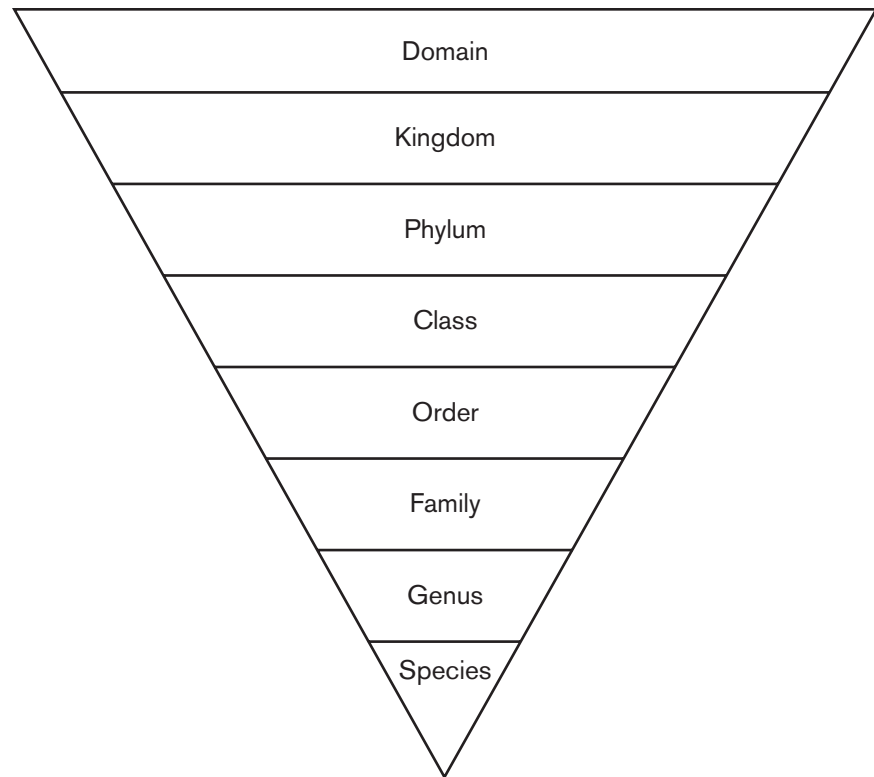 Domain
Kingdom
Phylum
Class
Order
Family
Genus
Species